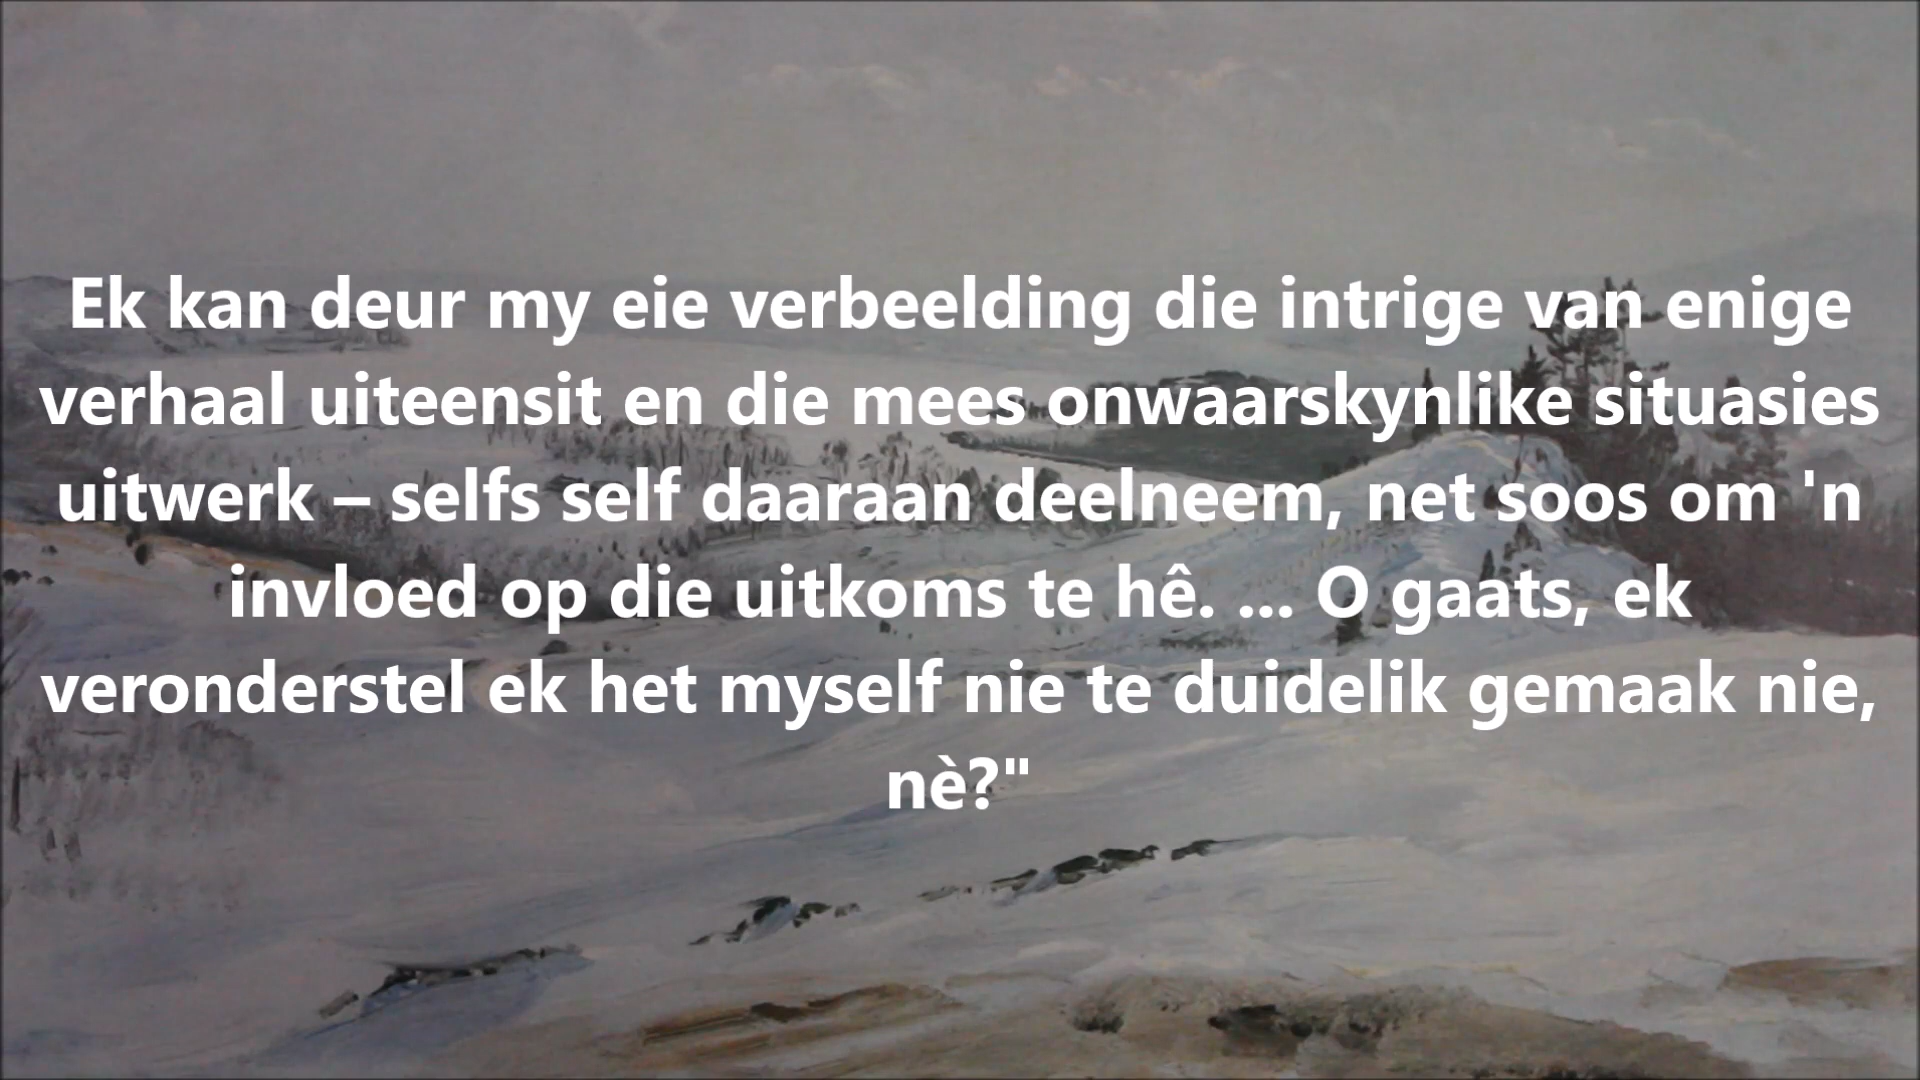 Ek kan deur my eie verbeelding die intrige van enige
verhaal uiteensit en die mees onwaarskynlike situasies
uitwerk – selfs self daaraan deelneem, net soos om 'n
invloed op die uitkoms te hê. ... O gaats, ek
veronderstel ek het myself nie te duidelik gemaak nie,
nè?"